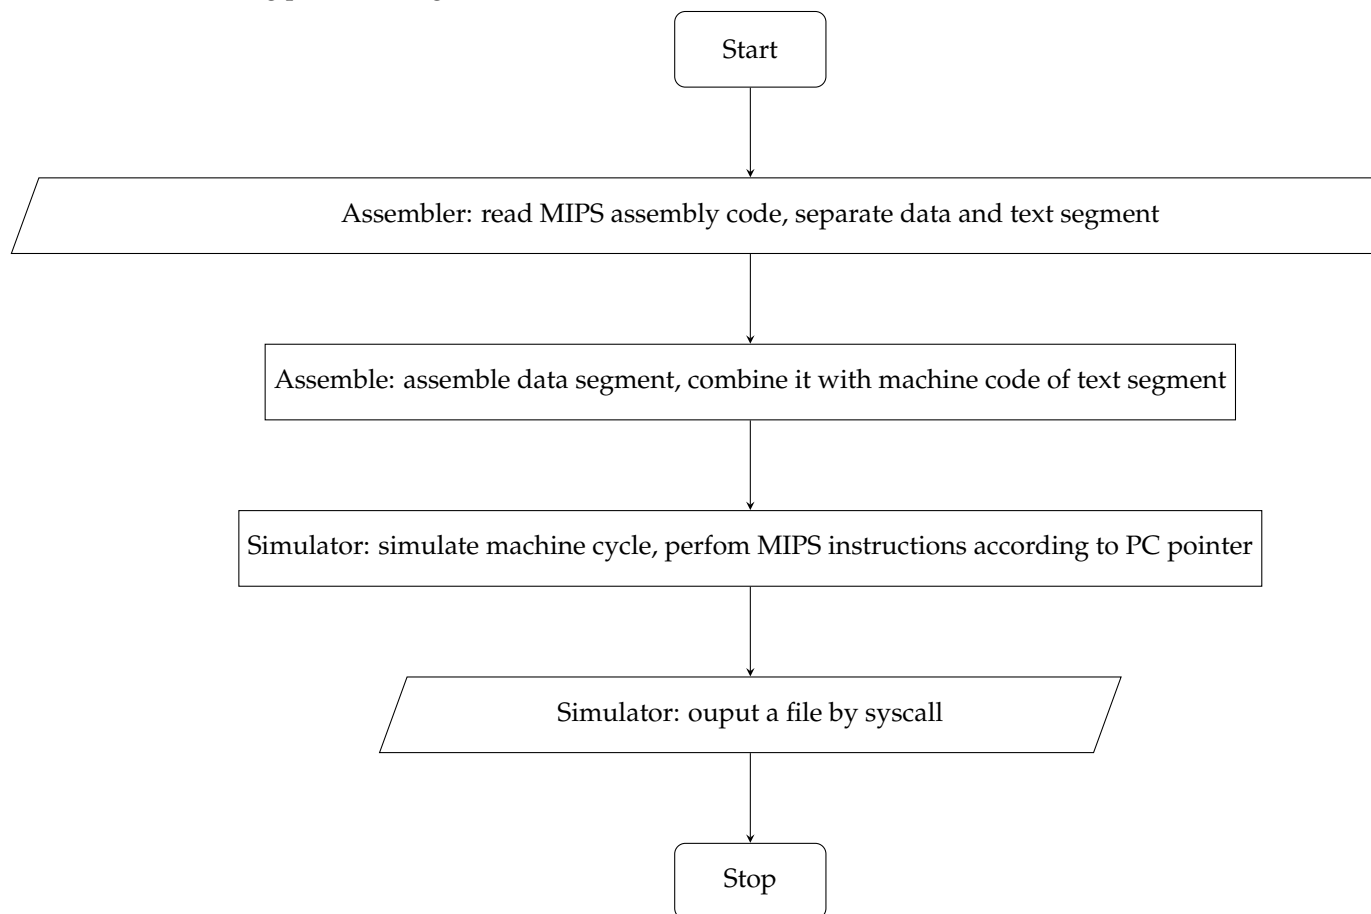 Start
Assembler: read MIPS assembly code, separate data and text segment
Assemble: assemble data segment, combine it with machine code of text segment
Simulator: simulate machine cycle, perfom MIPS instructions according to PC pointer
Simulator: ouput a file by syscall
Stop